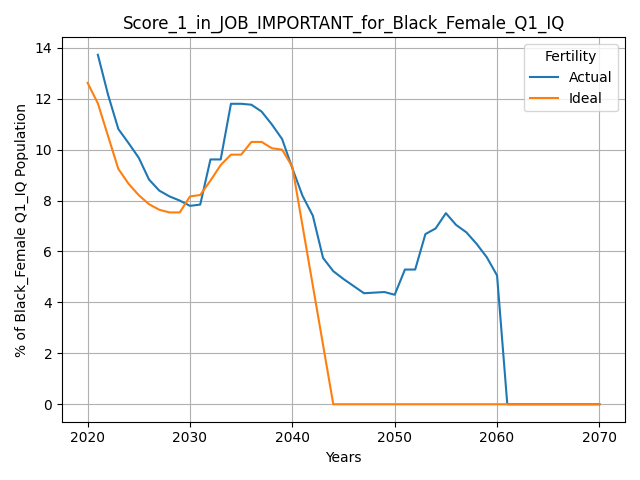 Score_1_in_JOB_IMPORTANT_for_Black_Female_Q1_IQ
Fertility
Actual
Ideal
% of Black_Female Q1_IQ Population
14
12
10
8
6
4
2
0
2020 2030 2040 2050 2060 2070
Years